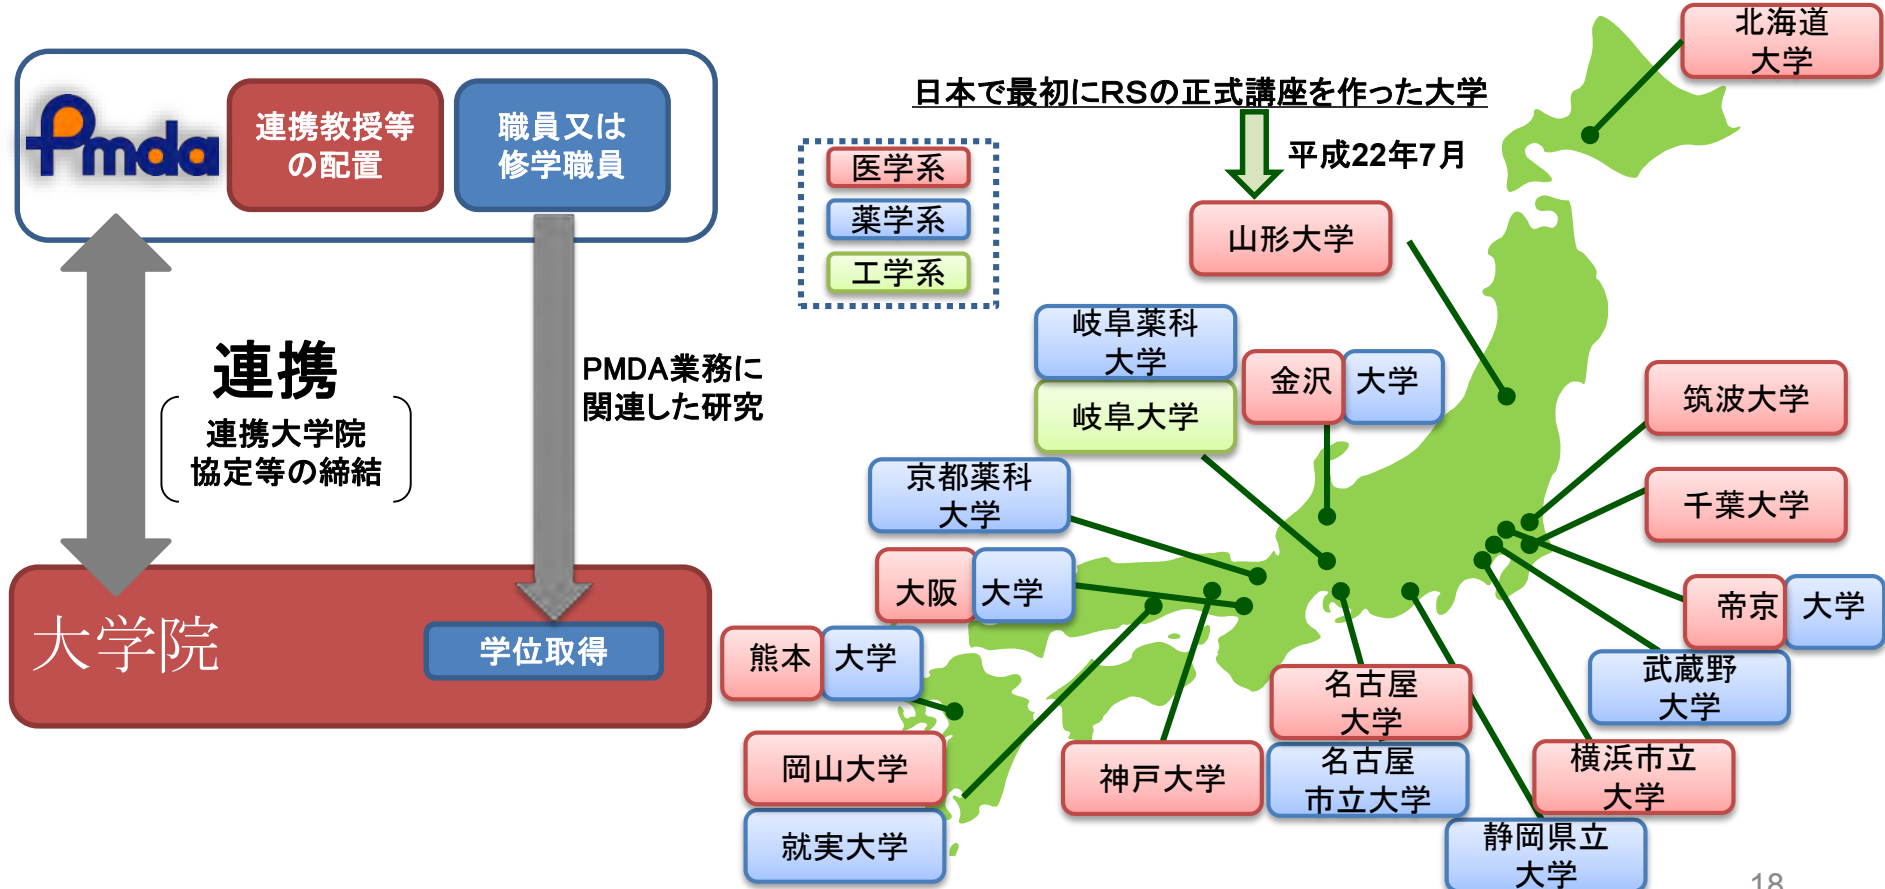 Pmda
連携教授等
の配置
職員又は
修学職員
連携
連携大学院
協定等の締結
PMDA業務に
関連した研究
大学院
学位取得
日本で最初にRSの正式講座を作った大学
平成22年7月
医学系
薬学系
工学系
北海道
大学
山形大学
岐阜薬科
大学
岐阜大学
金沢 大学
京都薬科
大学
大阪 大学
熊本 大学
岡山大学
就実大学
神戸大学
名古屋
大学
名古屋
市立大学
筑波大学
千葉大学
帝京 大学
武蔵野
大学
横浜市立
大学
静岡県立
大学
18